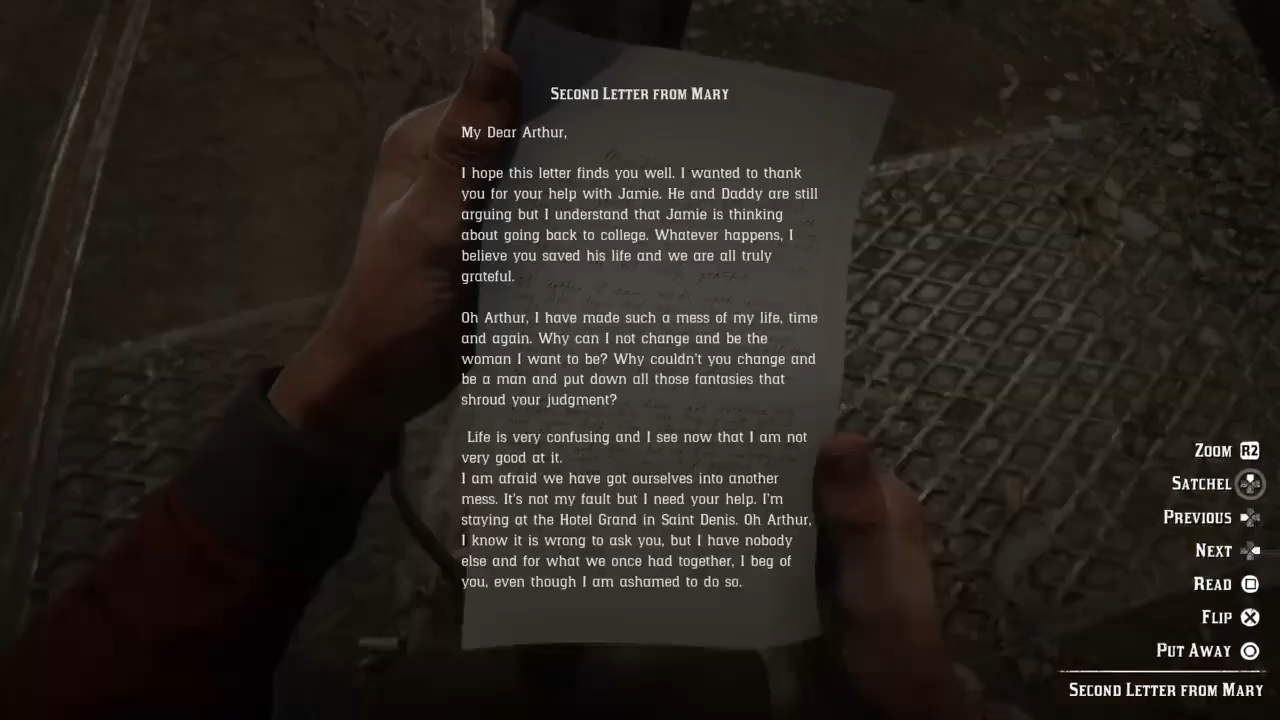 Second Letter from Mary
My Dear Arthur,
I hope this letter finds you well. I wanted to thank
you for your help with Jamie. He and Daddy are still
arguing but I understand that Jamie is thinking
about going back to college. Whatever happens, I
believe you saved his life and we are all truly
grateful.
Oh Arthur, I have made such a mess of my life, time
and again. Why can I not change and be the
woman I want to be? Why couldn't you change and
be a man and put down all those fantasies that
shroud your judgment?
Life is very confusing and I see now that I am not
very good at it.
I am afraid we have got ourselves into another
mess. It's not my fault but I need your help. I'm
staying at the Hotel Grand in Saint Denis. Oh Arthur,
I know it is wrong to ask you, but I have nobody
else and for what we once had together, I beg of
you, even though I am ashamed to do so.
Zoom R2
Satchel
Previous
Next
Read
Flip
Put Away
Second Letter from Mary